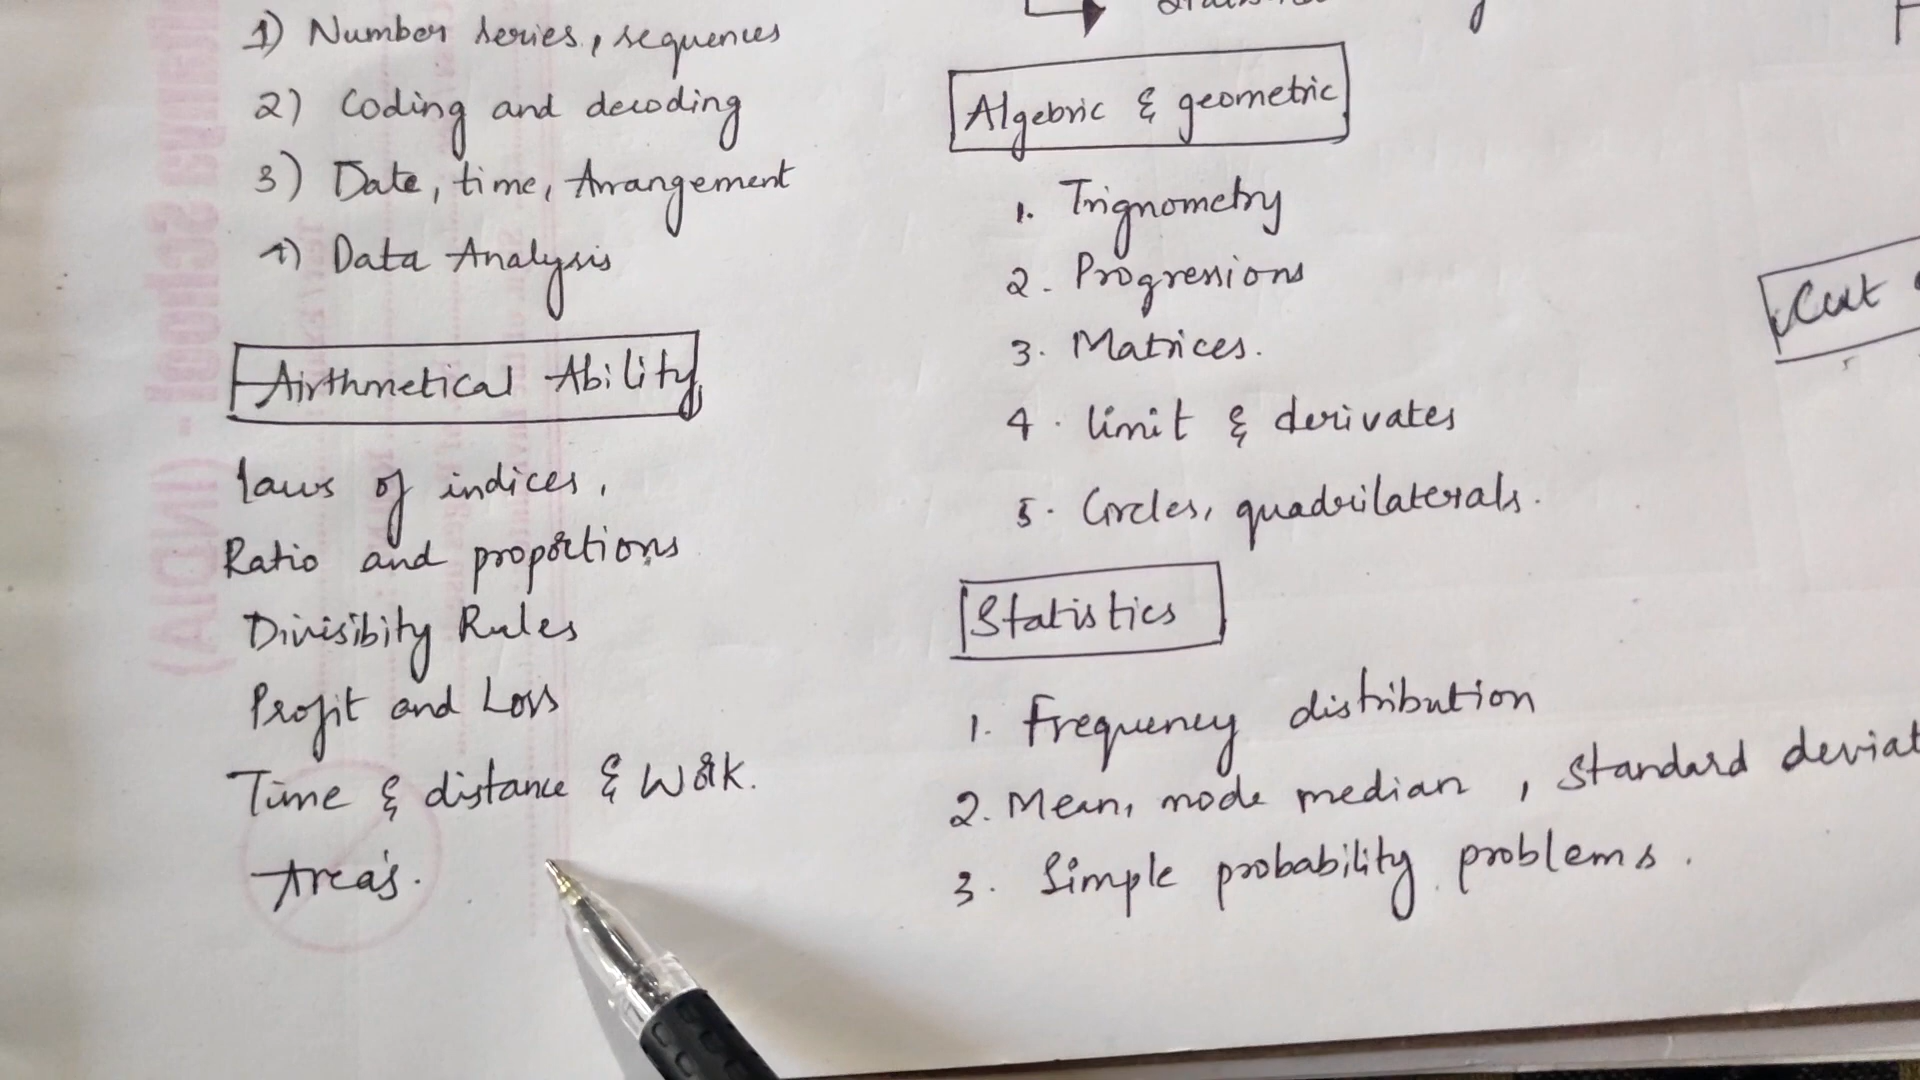 1) Number series, sequences
2) Coding and decoding
3) Date, time, Arrangement
4) Data Analysis
Airthmetical Ability
laws of indices,
Ratio and proportions
Divisibity Rules
Profit and Loss
Time & distance & Work.
Area's.
Algebric & geometric
1. Trignometry
2. Progressions
3. Matrices.
4. limit & derivates
5. Circles, quadrilaterals.
Statistics
1. Frequency distribution
2. Mean, mode median, Standard deviat
3. Simple probability problems.
Cut